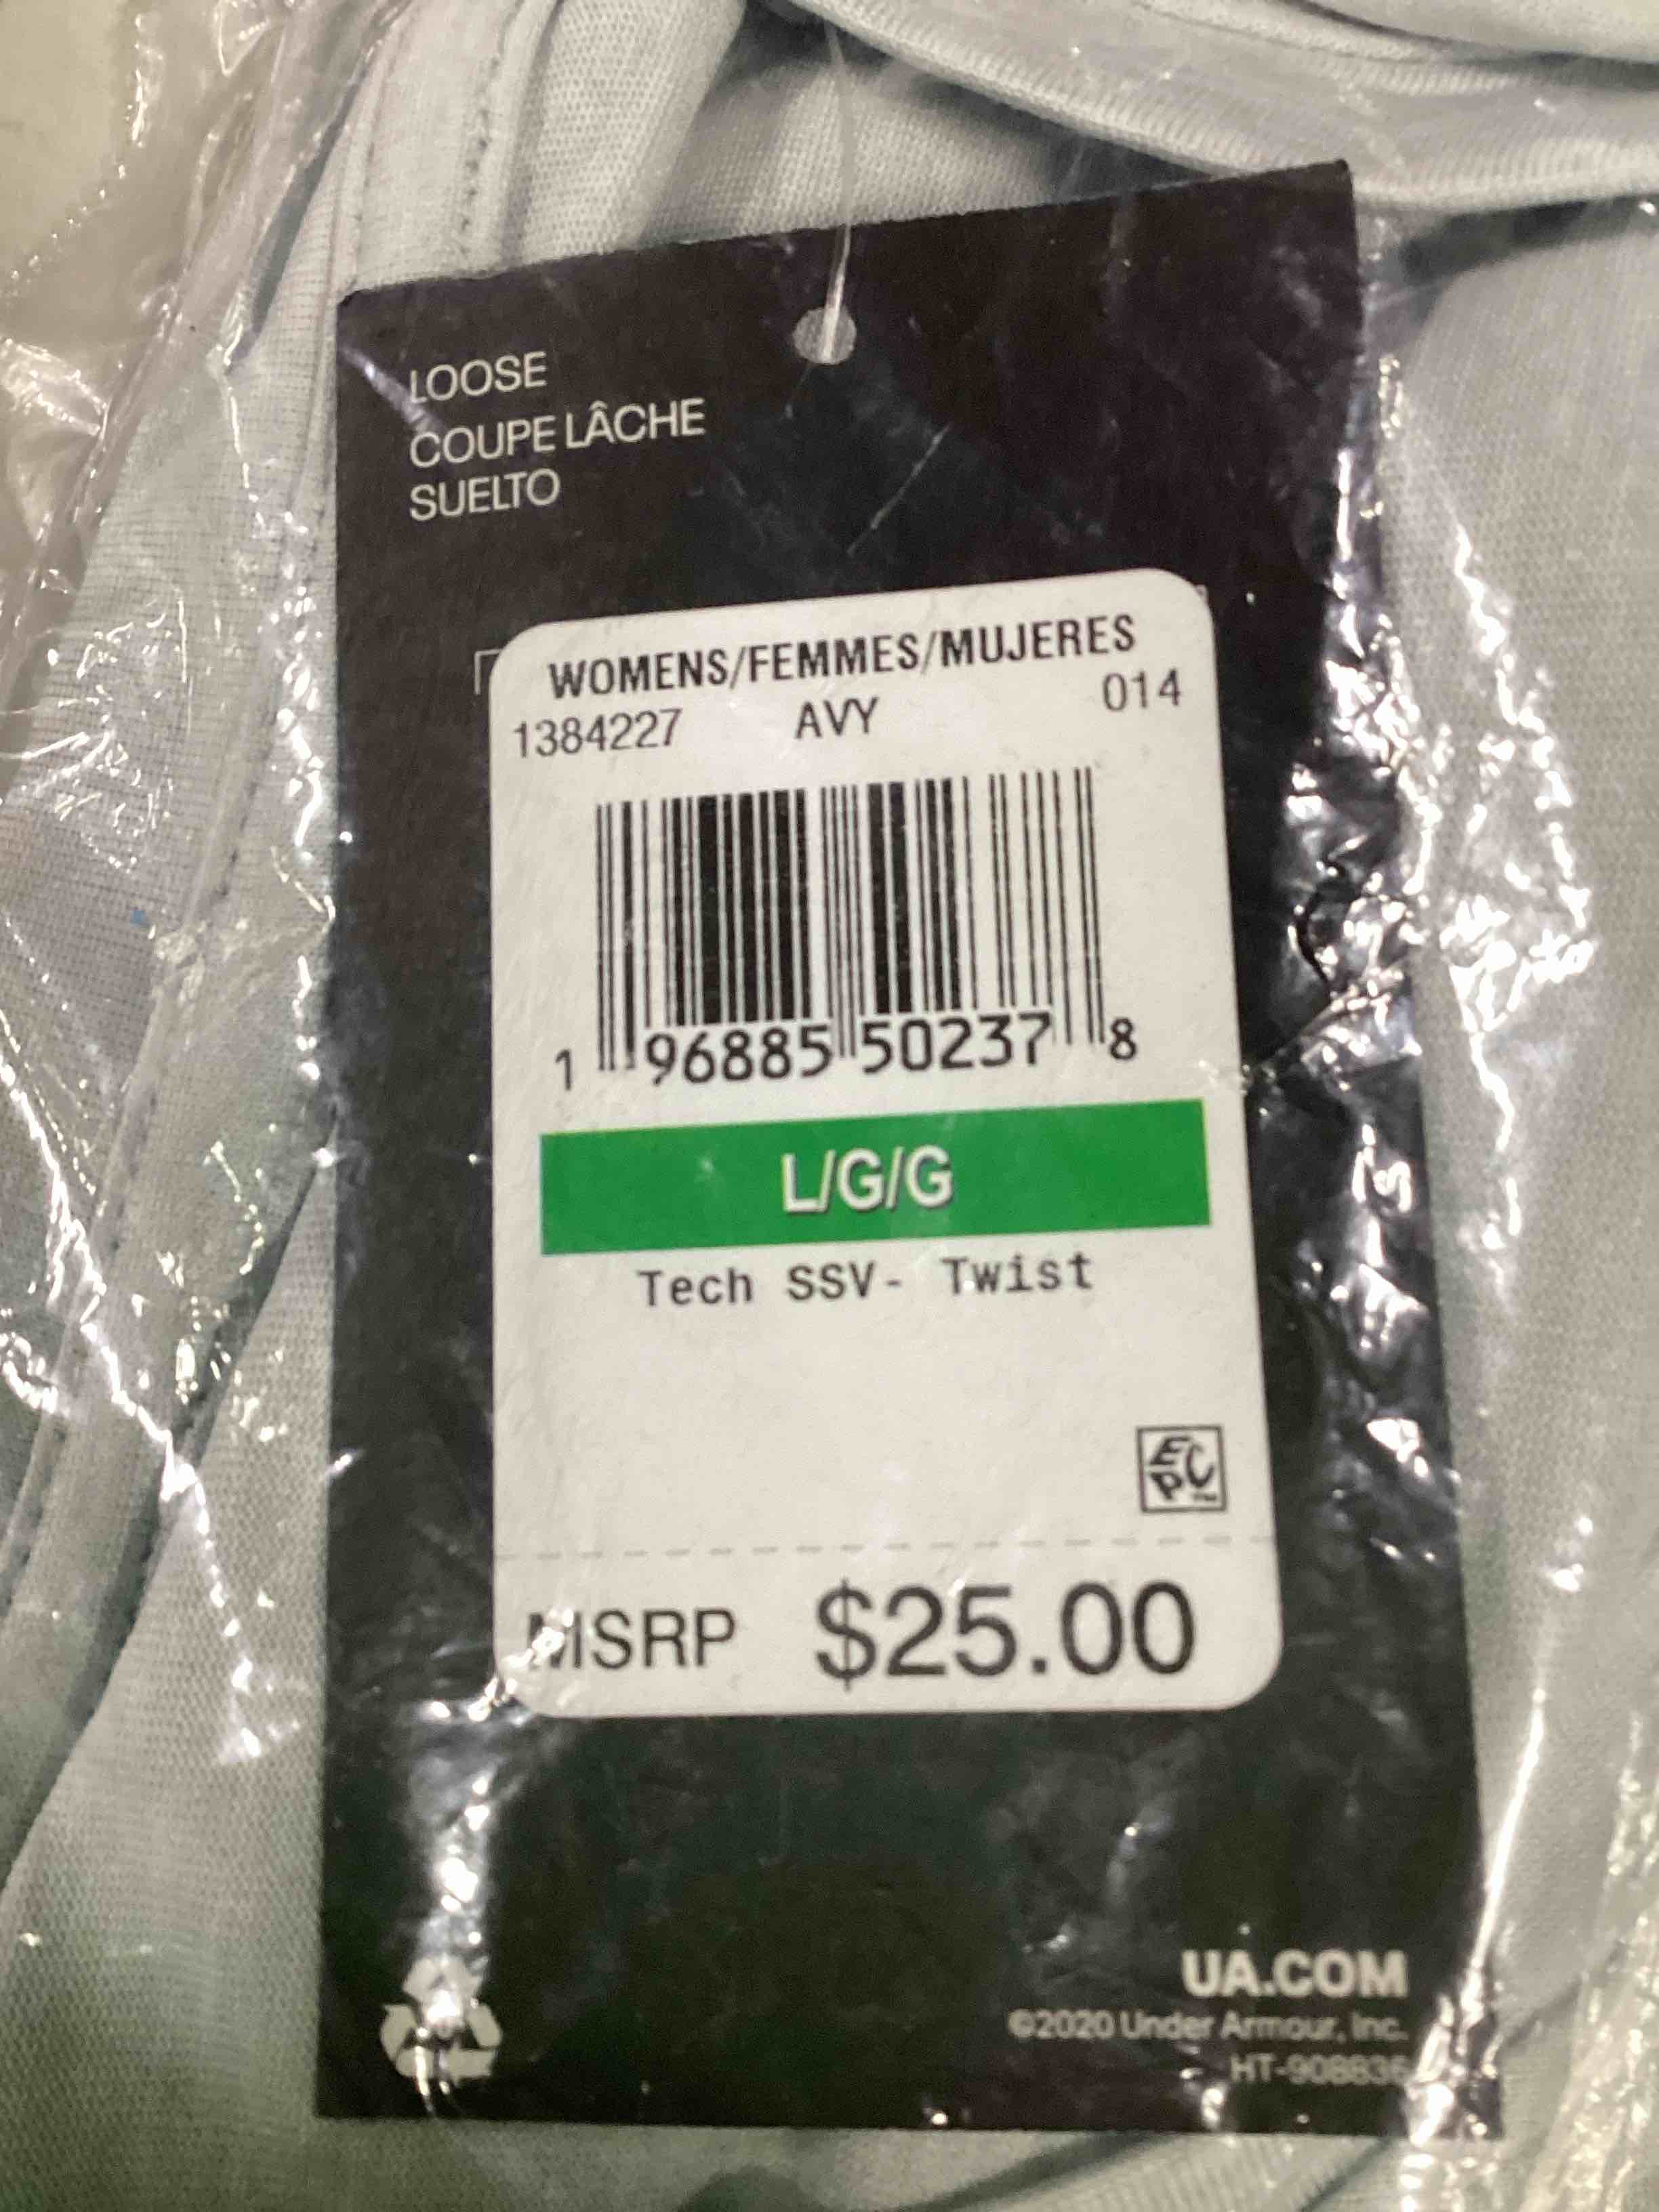 LOOSE
COUPE LÂCHE
SUELTO
WOMENS/FEMMES/MUJERES
1384227 AVY 014
1 96885 50237 8
L/G/G
Tech SSV- Twist
EPC
MSRP $25.00
UA.COM
©2020 Under Armour, Inc.